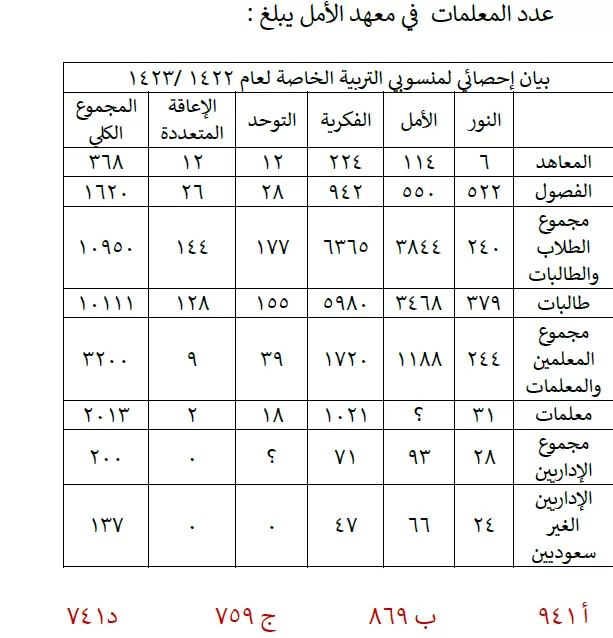 عدد المعلمات في معهد الأمل يبلغ :
بيان إحصائي لمنسوبي التربية الخاصة لعام ١٤٢٢ /١٤٢٣
النور الأمل الفكرية التوحد الإعاقة المتعددة المجموع الكلي
المعاهد ٦ ١١٤ ٢٢٤ ١٢ ١٢ ٣٦٨
الفصول ٥٢٢ ٥٥٠ ٩٤٢ ٢٨ ٢٦ ١٦٢٠
مجموع الطلاب والطالبات ٢٤٠ ٣٨٤٤ ٦٣٦٥ ١٧٧ ١٤٤ ١٠٩٥٠
طالبات ٣٧٩ ٣٤٦٨ ٥٩٨٠ ١٥٥ ١٢٨ ١٠١١١
مجموع المعلمين والمعلمات ٢٤٤ ١١٨٨ ١٧٢٠ ٣٩ ٩ ٣٢٠٠
معلمات ٣١ ؟ ١٠٢١ ١٨ ٢ ٢٠١٣
مجموع الإداريين ٢٨ ٩٣ ٧١ ؟ ٠ ٢٠٠
الإداريين الغير سعوديين ٢٤ ٦٦ ٤٧ ٠ ٠ ١٣٧
أ ٩٤١ ب ٨٦٩ ج ٧٥٩ د٧٤١